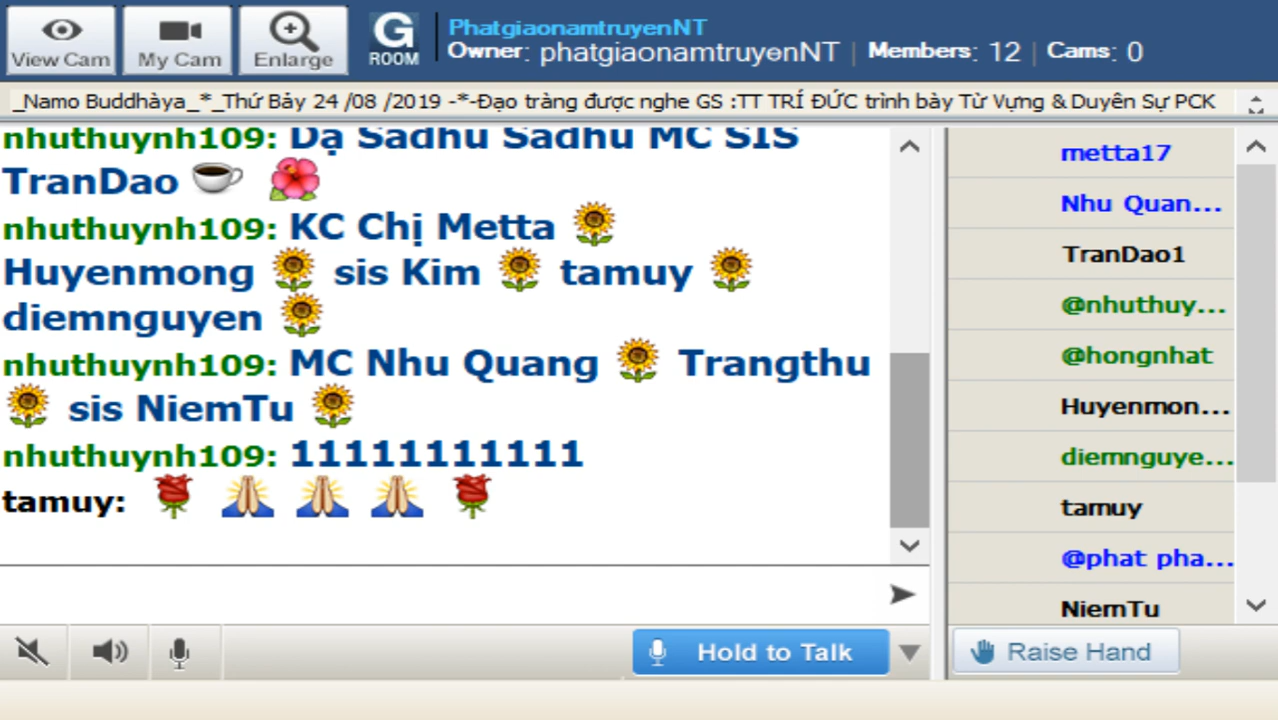 View Cam
My Cam
Enlarge
G
ROOM
PhatgiaonamtruyenNT
Owner: phatgiaonamtruyenNT | Members: 12 | Cams: 0
_Namo Buddhàya_*_Thứ Bảy 24 /08 /2019 -*-Đạo tràng được nghe GS :TT TRÍ ĐỨC trình bày Từ Vựng & Duyên Sự PCK
nhuthuynh109: Dạ Sadhu Sadhu MC SIS
TranDao
nhuthuynh109: KC Chị Metta
Huyenmong sis Kim tamuy
diemnguyen
nhuthuynh109: MC Nhu Quang Trangthu
sis NiemTu
nhuthuynh109: 11111111111
tamuy:
metta17
Nhu Quan...
TranDao1
@nhuthuy...
@hongnhat
Huyenmon...
diemnguye...
tamuy
@phat pha...
NiemTu
Hold to Talk
Raise Hand